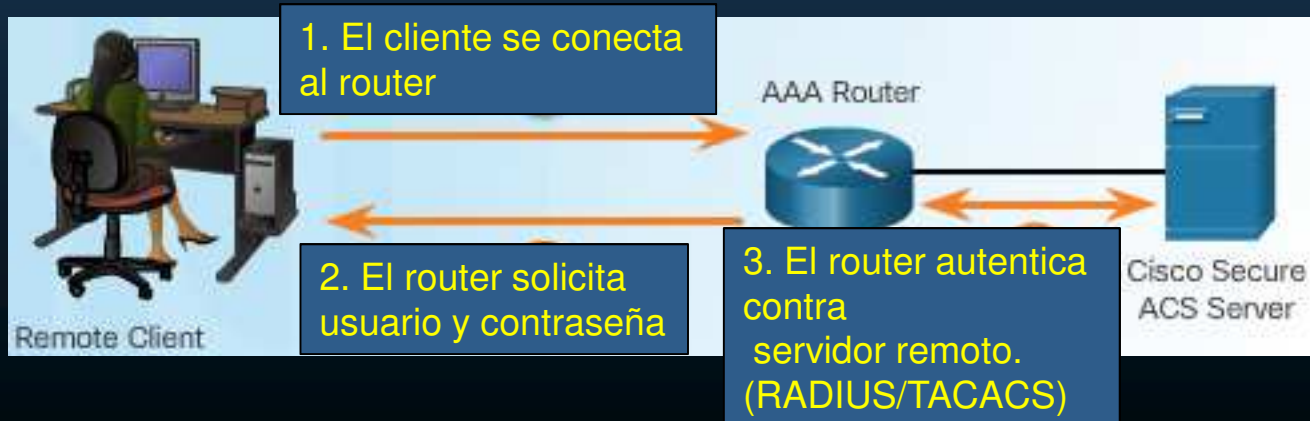 1. El cliente se conecta
al router
AAA Router
2. El router solicita
usuario y contraseña
3. El router autentica
contra
servidor remoto.
(RADIUS/TACACS)
Cisco Secure
ACS Server
Remote Client